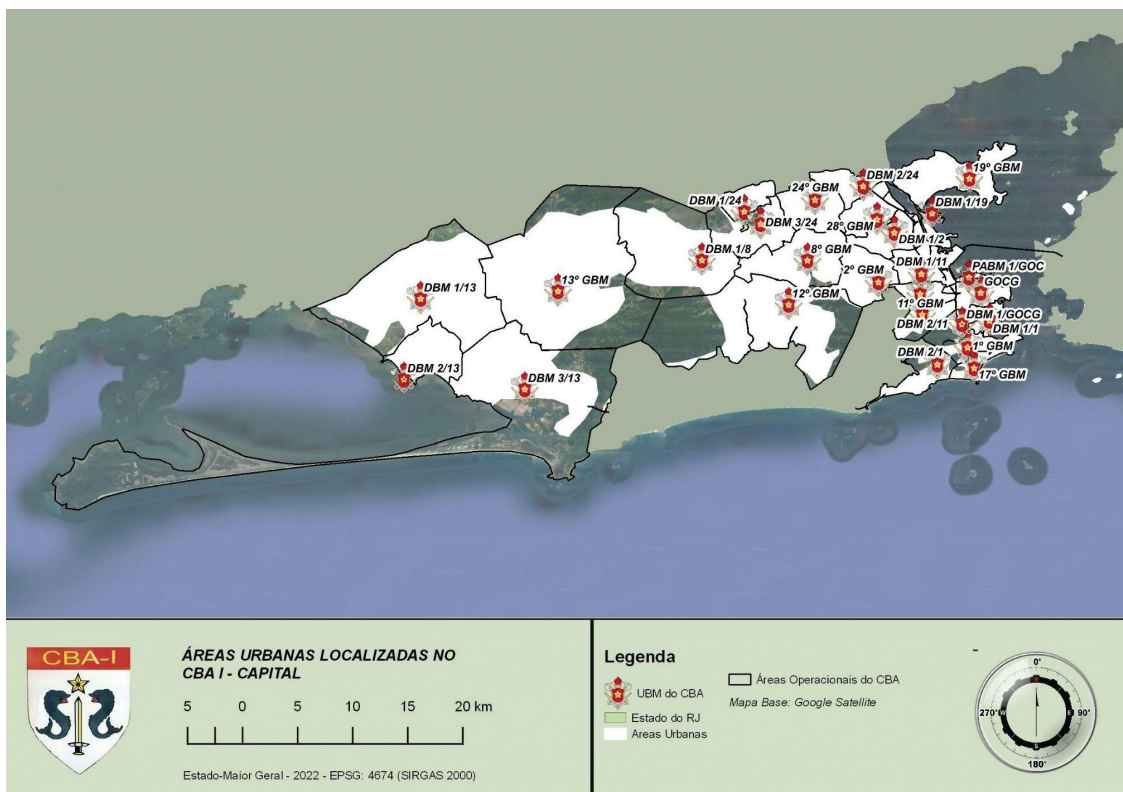 19º GBM
DBM 2/24
24º GBM
DBM 1/24
DBM 1/19
DBM 3/24
28º GBM
DBM 1/2
DBM 1/8
8º GBM
DBM 1/11
PABM 1/GOC
2º GBM
GOCG
13º GBM
DBM 1/13
12º GBM
11º GBM
DBM 1/GOCG
DBM 2/11
DBM 1/1
1º GBM
DBM 2/1
17º GBM
DBM 2/13
DBM 3/13
CBA-I
ÁREAS URBANAS LOCALIZADAS NO
CBA I - CAPITAL
5 0 5 10 15 20 km
Estado-Maior Geral - 2022 - EPSG: 4674 (SIRGAS 2000)
Legenda
UBM do CBA
Estado do RJ
Areas Urbanas
Áreas Operacionais do CBA
Mapa Base: Google Satellite
0°
270°
90°
180°
N
E
S
W